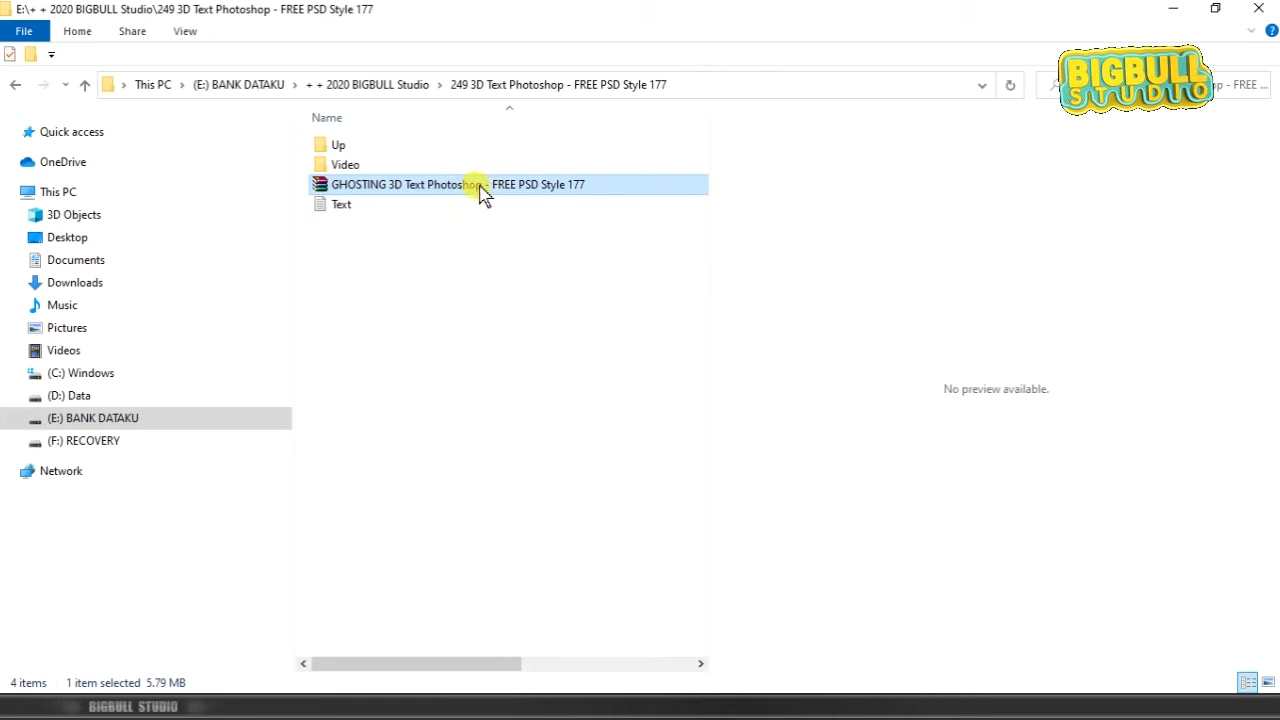 E:\+ + 2020 BIGBULL Studio\249 3D Text Photoshop - FREE PSD Style 177
File
Home
Share
View
This PC
(E:) BANK DATAKU
+ + 2020 BIGBULL Studio
249 3D Text Photoshop - FREE PSD Style 177
op - FREE ...
BIGBULL
STUDIO
Name
Quick access
OneDrive
This PC
3D Objects
Desktop
Documents
Downloads
Music
Pictures
Videos
(C:) Windows
(D:) Data
(E:) BANK DATAKU
(F:) RECOVERY
Network
Up
Video
GHOSTING 3D Text Photoshop - FREE PSD Style 177
Text
No preview available.
4 items
1 item selected 5.79 MB
BIGBULL STUDIO